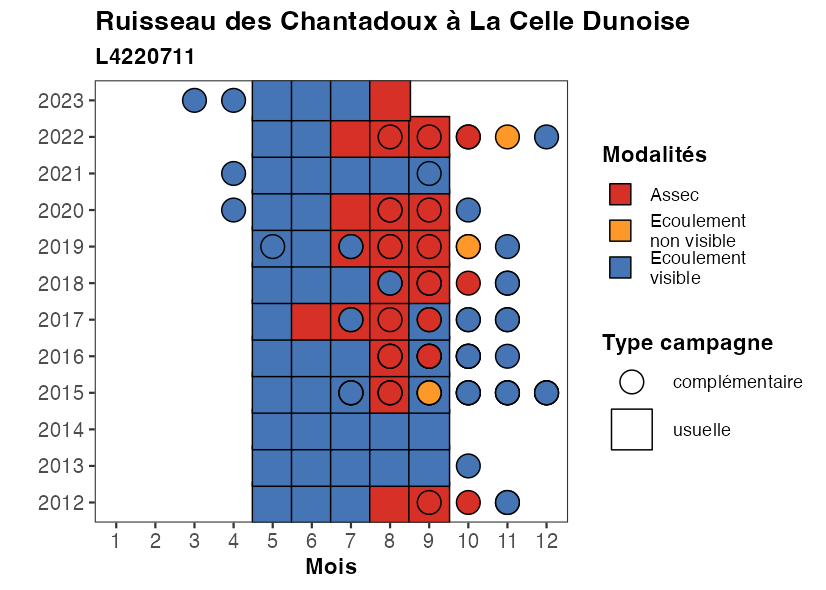 Ruisseau des Chantadoux à La Celle Dunoise
L4220711
2023
2022
2021
2020
2019
2018
2017
2016
2015
2014
2013
2012
1 2 3 4 5 6 7 8 9 10 11 12
Mois
Modalités
Assec
Ecoulement
non visible
Ecoulement
visible
Type campagne
complémentaire
usuelle